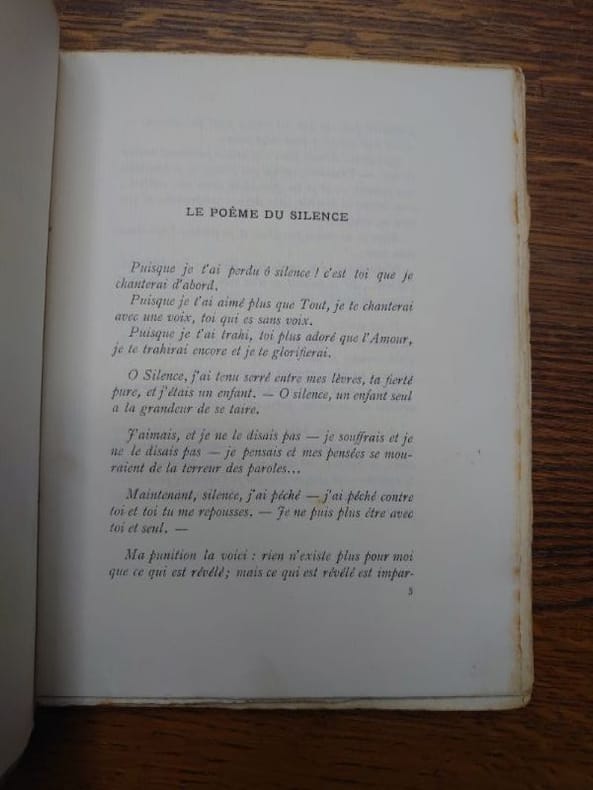 LE POÊME DU SILENCE
Puisque je t'ai perdu ô silence ! c'est toi que je
chanterai d'abord.
Puisque je t'ai aimé plus que Tout, je te chanterai
avec une voix, toi qui es sans voix.
Puisque je t'ai trahi, toi plus adoré que l'Amour,
je te trahirai encore et je te glorifierai.
O Silence, j'ai tenu serré entre mes lèvres, ta fierté
pure, et j'étais un enfant. — O silence, un enfant seul
a la grandeur de se taire.
J'aimais, et je ne le disais pas — je souffrais et je
ne le disais pas — je pensais et mes pensées se mou-
raient de la terreur des paroles...
Maintenant, silence, j'ai péché — j'ai péché contre
toi et toi tu me repousses. — Je ne puis plus être avec
toi et seul. —
Ma punition la voici : rien n'existe plus pour moi
que ce qui est révélé ; mais ce qui est révélé est impar-
3